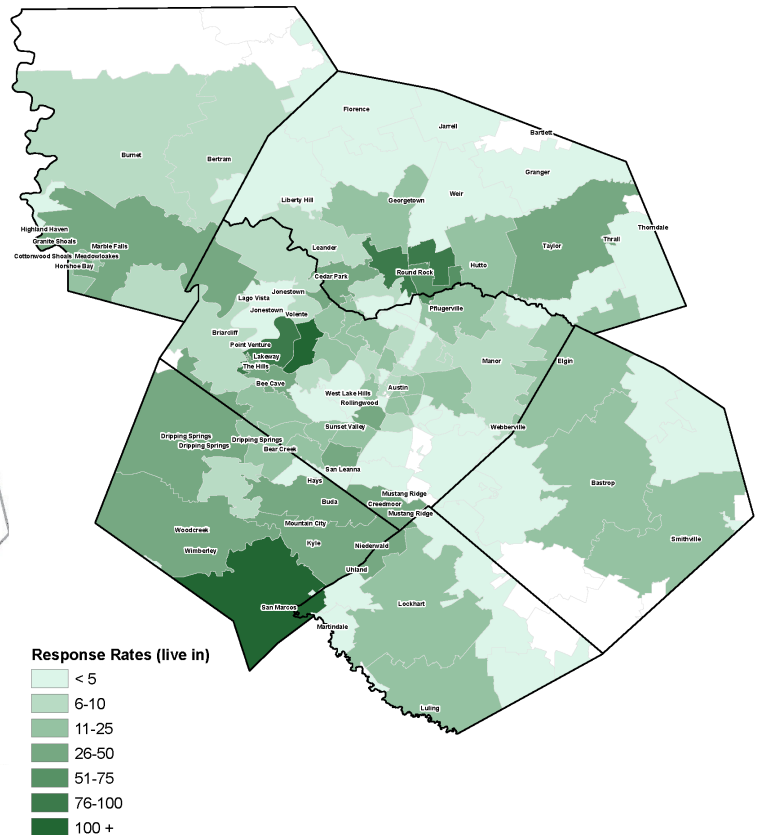 Florence
Jarrell
Bartlett
Burnet
Bertram
Granger
Weir
Liberty Hill
Georgetown
Highland Haven
Granite Shoals
Thorndale
Thrall
Marble Falls
Leander
Taylor
Cottonwood Shoals
Meadowloakes
Horshoe Bay
Hutto
Round Rock
Cedar Park
Jonestown
Lago Vista
Jonestown
Volente
Pflugerville
Briarcliff
Point Venture
Lakeway
Manor
Elgin
The Hills
Bee Cave
Austin
West Lake Hills
Rollingwood
Sunset Valley
Webberville
Dripping Springs
Dripping Springs
Dripping Springs
Bear Creek
San Leanna
Hays
Bastrop
Mustang Ridge
Creedmoor
Buda
Mustang Ridge
Mountain City
Woodcreek
Kyle
Niederwald
Smithville
Wimberley
Uhland
San Marcos
Lockhart
Martindale
Luling
Response Rates (live in)
< 5
6-10
11-25
26-50
51-75
76-100
100 +